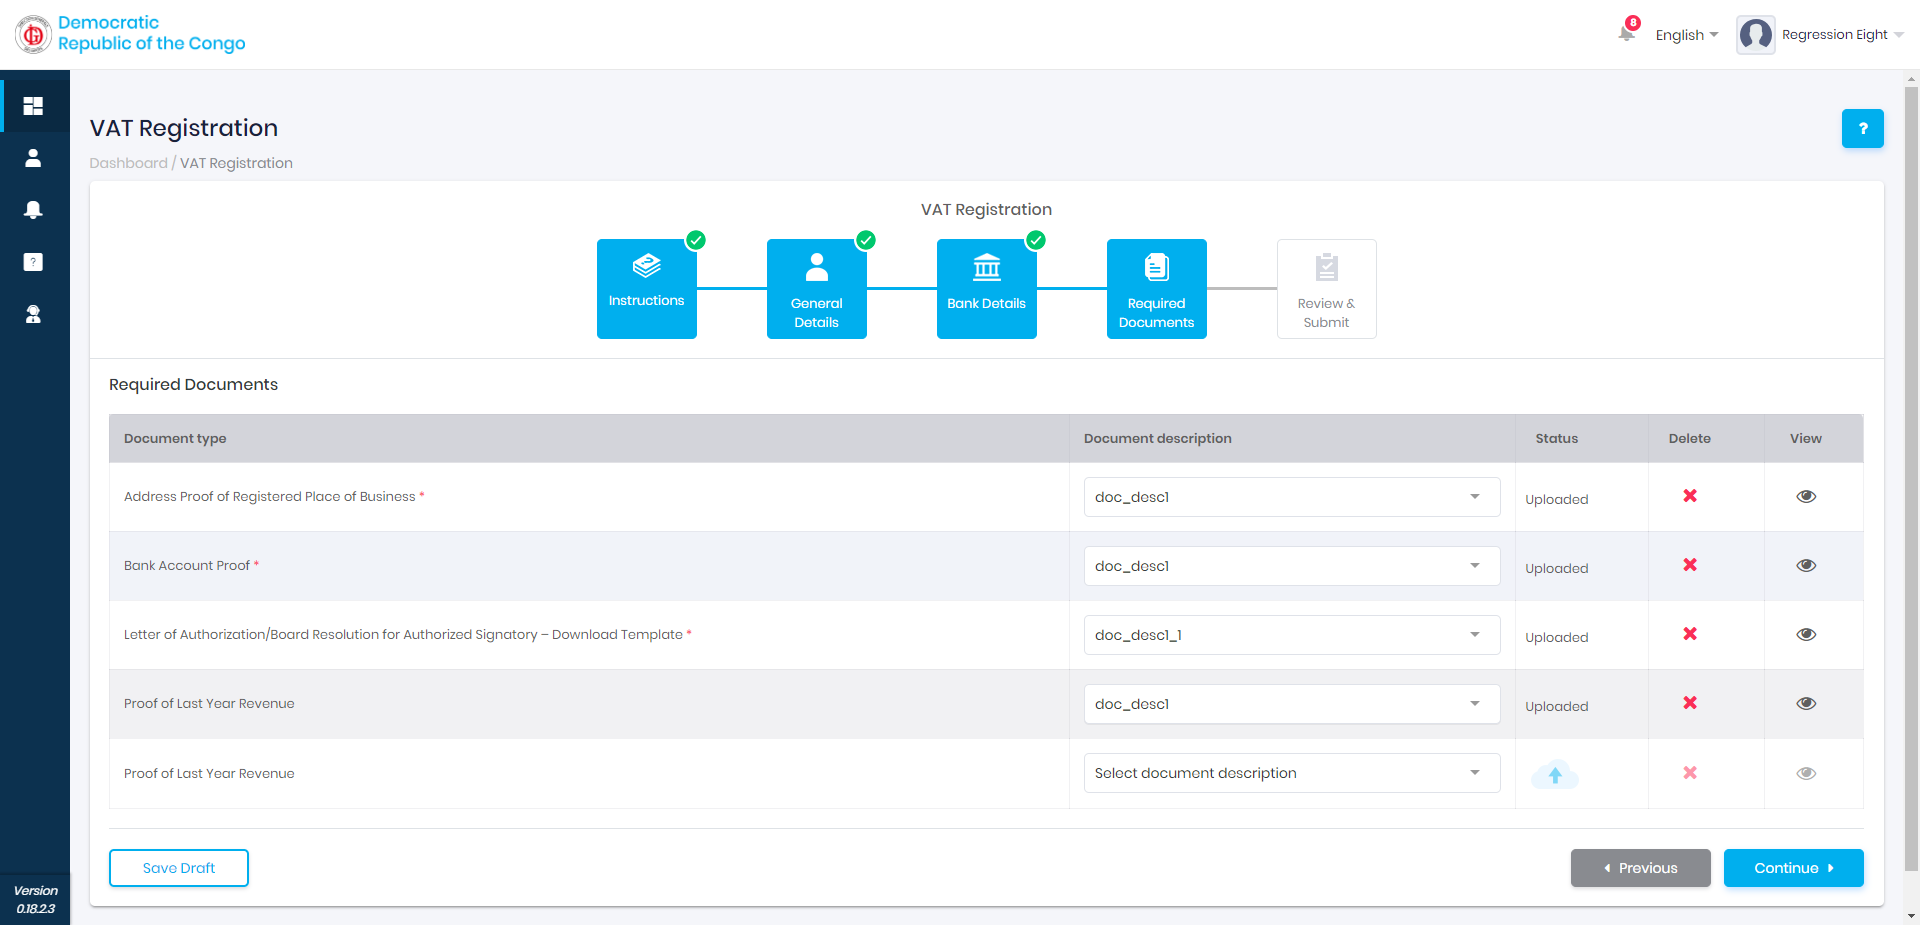 Democratic
Republic of the Congo
8
English
Regression Eight
VAT Registration
?
Dashboard / VAT Registration
VAT Registration
Instructions
General
Details
Bank Details
Required
Documents
Review &
Submit
Required Documents
Document type
Document description
Status
Delete
View
Address Proof of Registered Place of Business *
doc_desc1
Uploaded
Bank Account Proof *
doc_desc1
Uploaded
Letter of Authorization/Board Resolution for Authorized Signatory – Download Template *
doc_desc1_1
Uploaded
Proof of Last Year Revenue
doc_desc1
Uploaded
Proof of Last Year Revenue
Select document description
Save Draft
Previous
Continue
Version
0.18.2.3